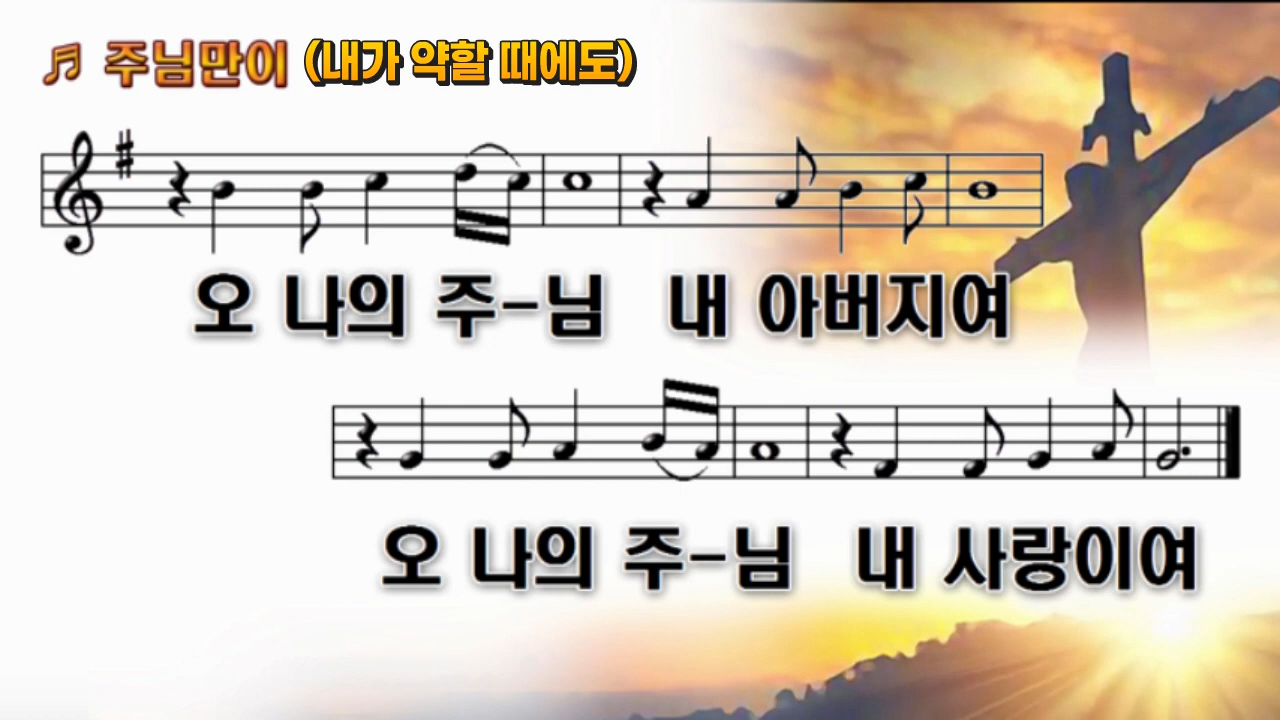 ♬ 주님만이 (내가 약할 때에도)
오 나의 주-님 내 아버지여
오 나의 주-님 내 사랑이여